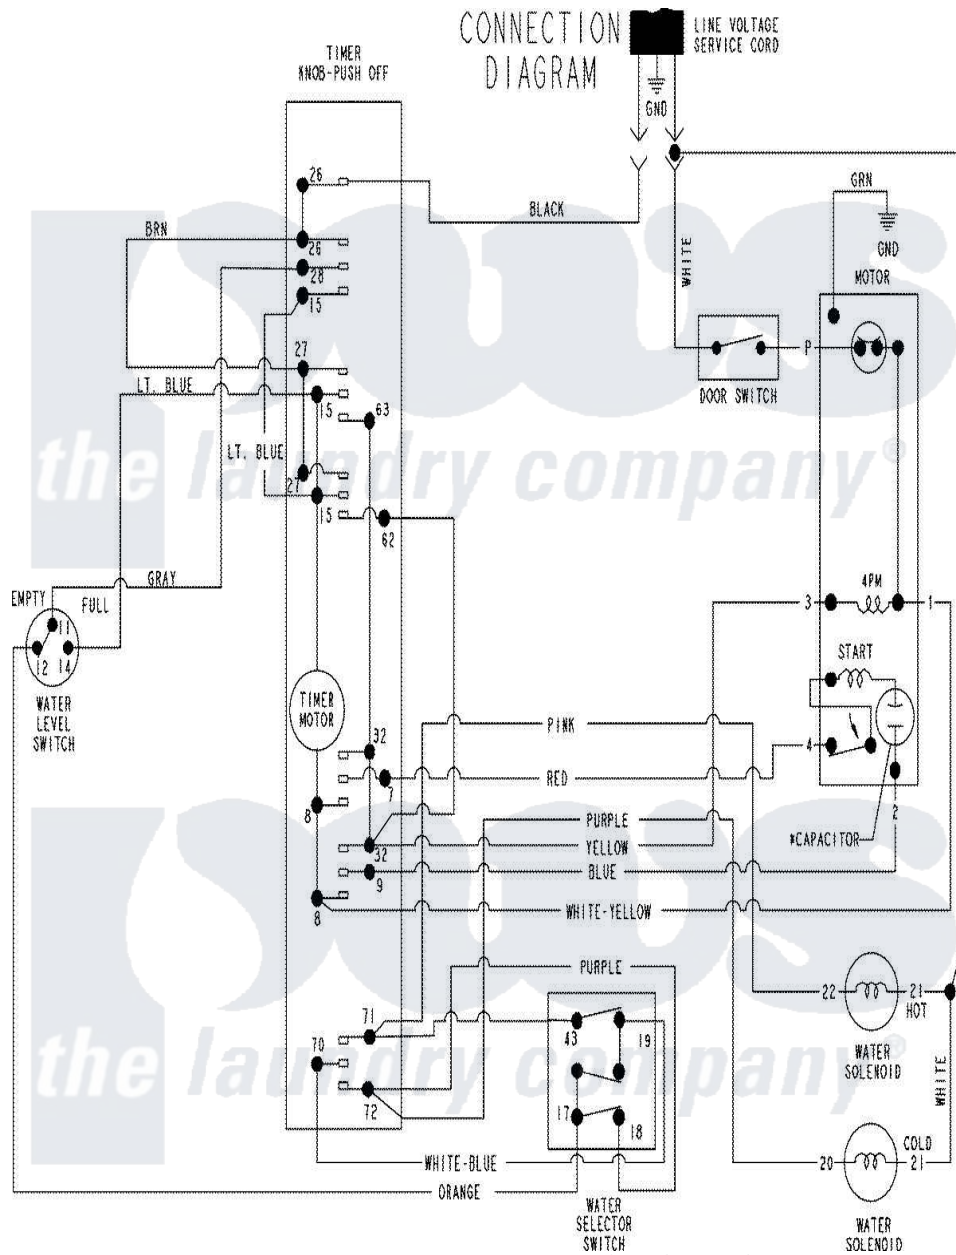 CONNECTION
DIAGRAM
LINE VOLTAGE
SERVICE CORD
GND
TIMER
KNOB-PUSH OFF
26
BLACK
GRN
BRN
26
GND
WHITE
28
MOTOR
15
27
P
LT. BLUE
DOOR SWITCH
15
63
LT. BLUE
27
the laundry company®
15
62
GRAY
4PM
EMPTY
FULL
3
1
11
12
14
START
WATER
LEVEL
SWITCH
TIMER
MOTOR
PINK
32
4
RED
7
8
2
PURPLE
*CAPACITOR
YELLOW
32
BLUE
9
8
WHITE-YELLOW
PURPLE
22
21
HOT
71
43
19
70
WATER
SOLENOID
the laundry company®
WHITE
72
17
18
COLD
WHITE-BLUE
20
21
ORANGE
WATER
SELECTOR
SWITCH
WATER
SOLENOID